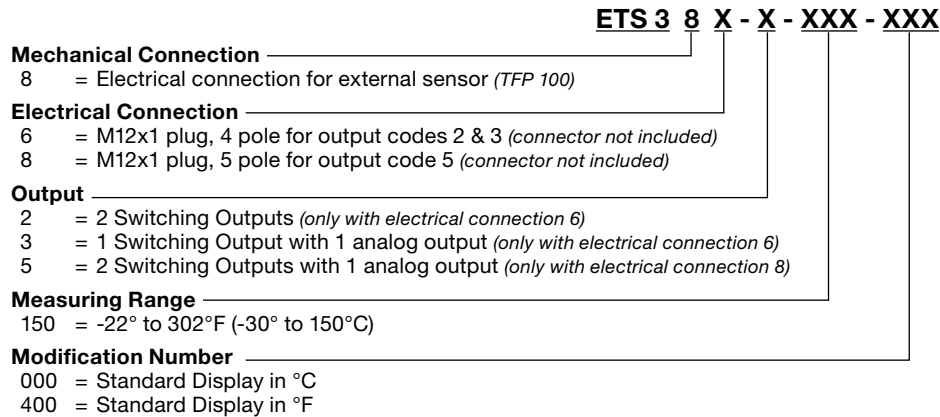 ETS 3 8 X - X - XXX - XXX
Mechanical Connection
8 = Electrical connection for external sensor (TFP 100)
Electrical Connection
6 = M12x1 plug, 4 pole for output codes 2 & 3 (connector not included)
8 = M12x1 plug, 5 pole for output code 5 (connector not included)
Output
2 = 2 Switching Outputs (only with electrical connection 6)
3 = 1 Switching Output with 1 analog output (only with electrical connection 6)
5 = 2 Switching Outputs with 1 analog output (only with electrical connection 8)
Measuring Range
150 = -22° to 302°F (-30° to 150°C)
Modification Number
000 = Standard Display in °C
400 = Standard Display in °F